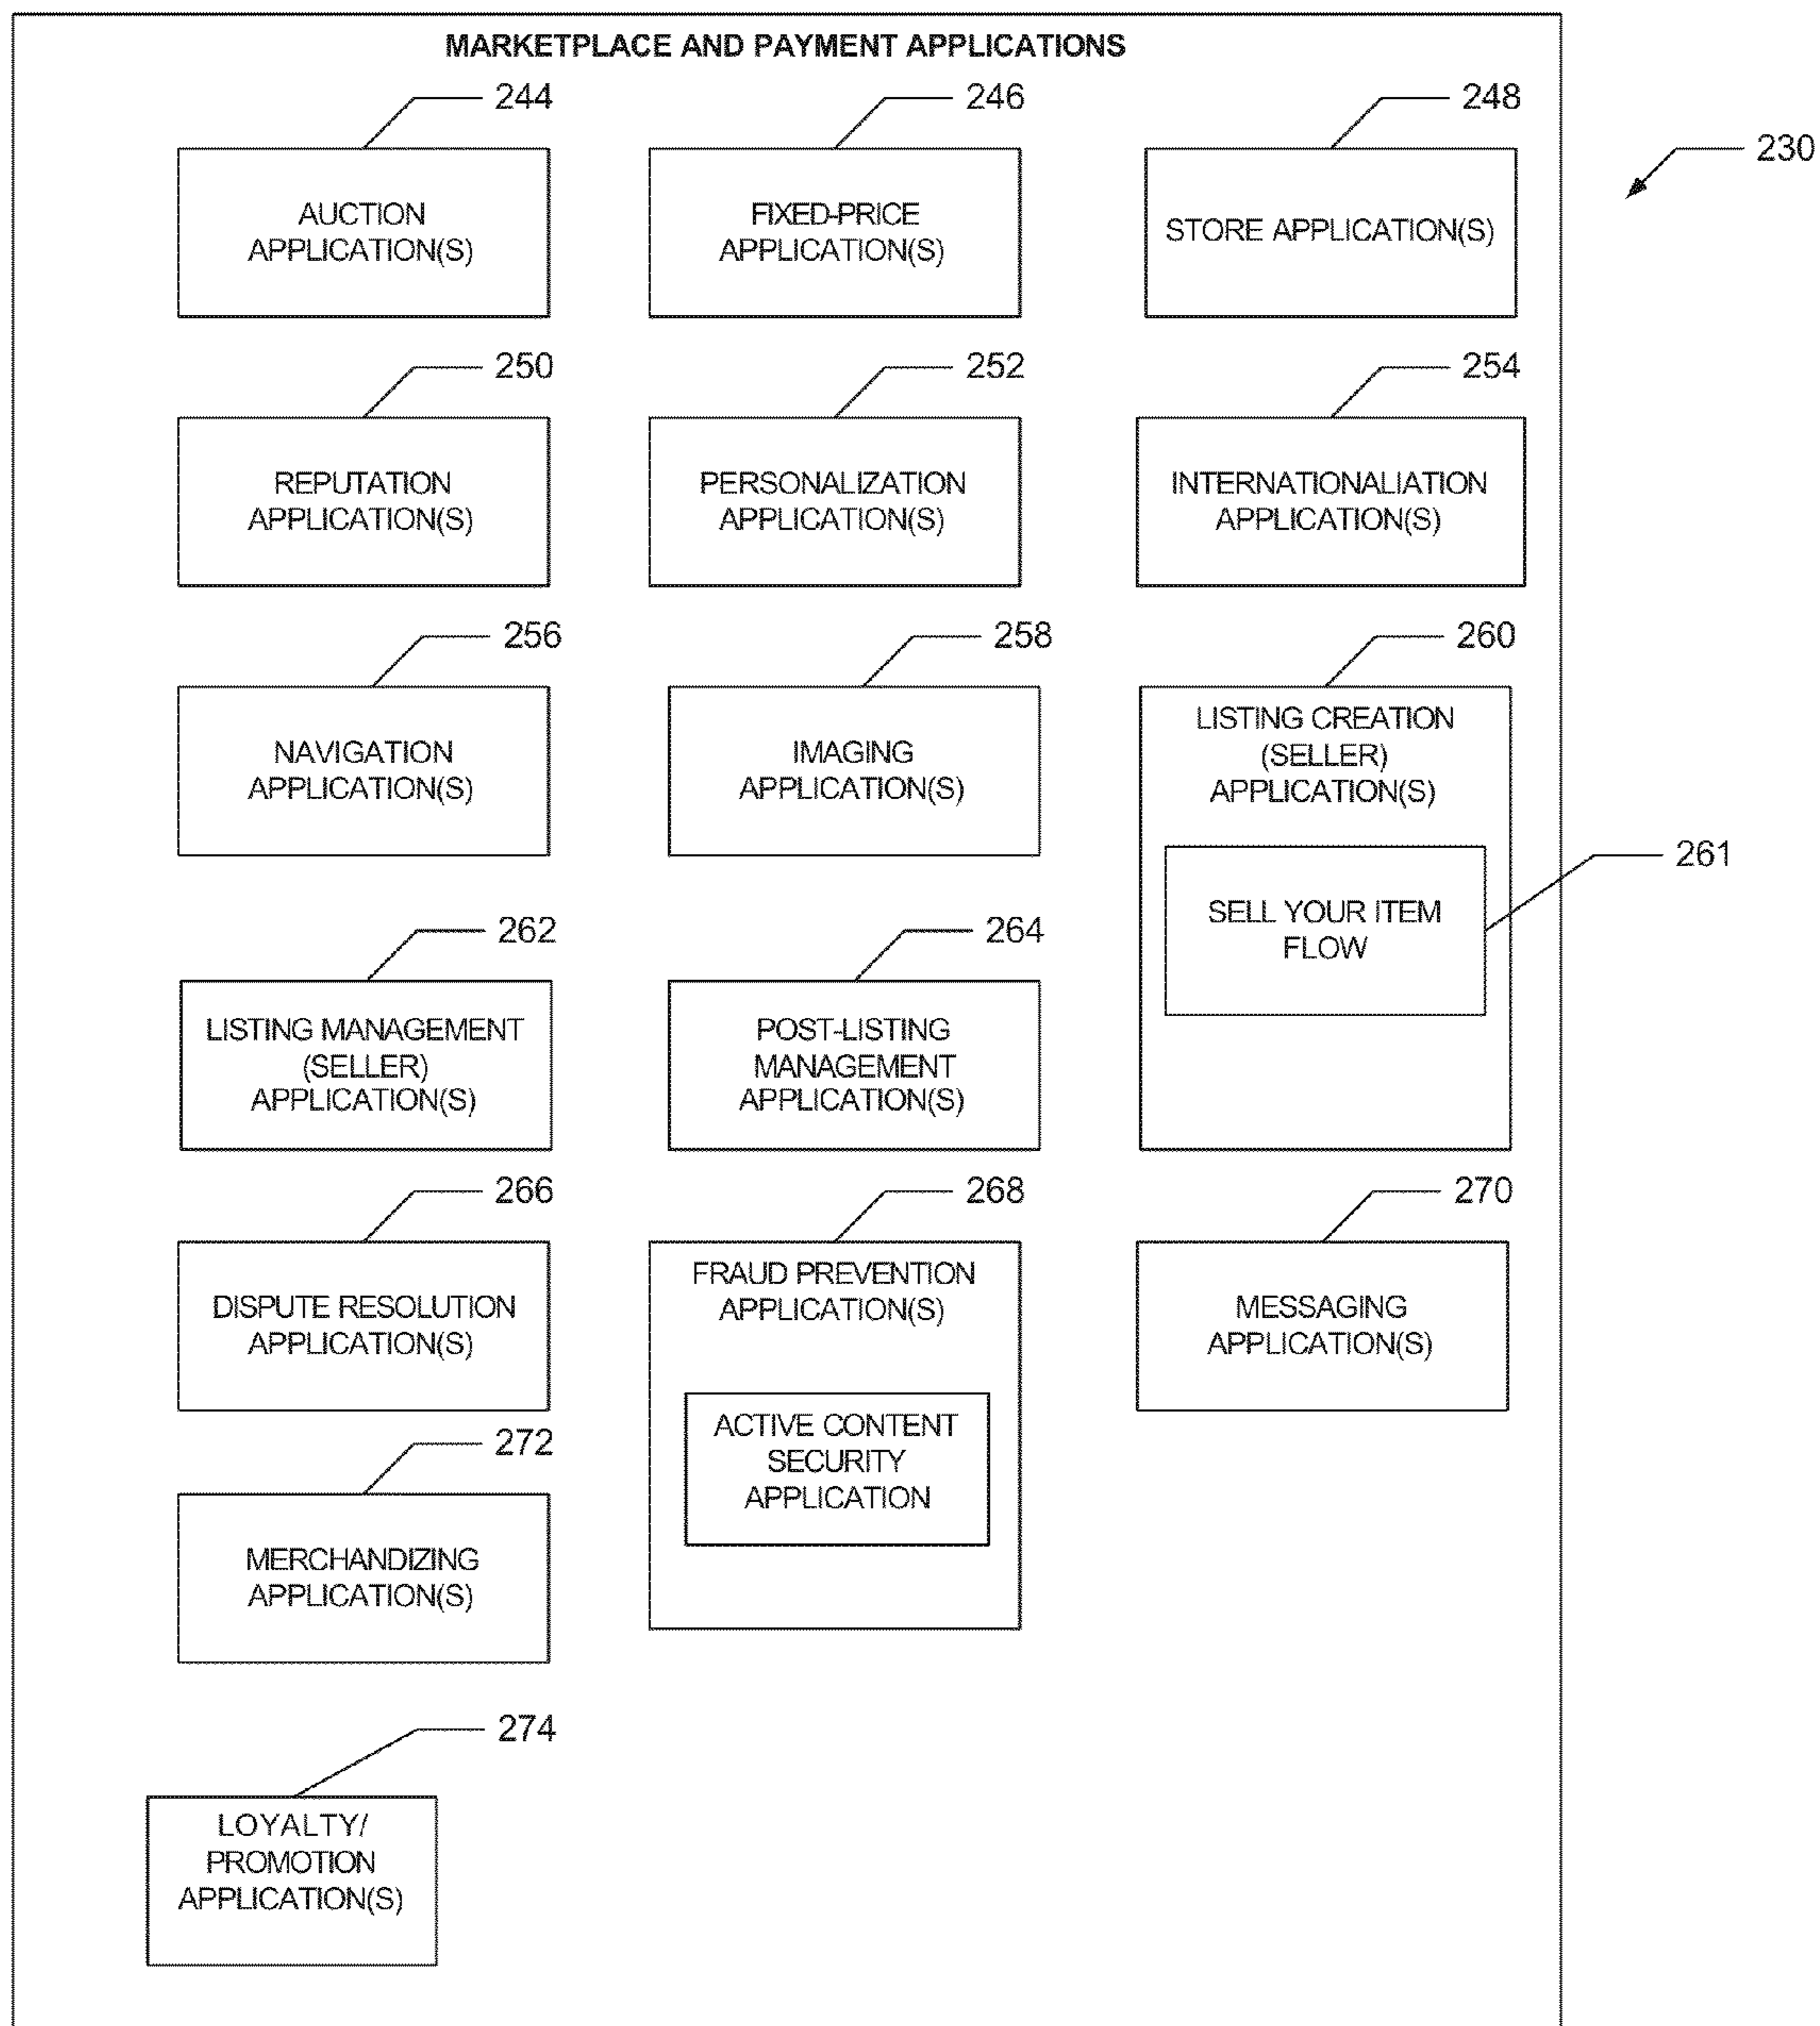 MARKETPLACE AND PAYMENT APPLICATIONS
244
246
248
230
AUCTION
APPLICATION(S)
FIXED-PRICE
APPLICATION(S)
STORE APPLICATION(S)
250
252
254
REPUTATION
APPLICATION(S)
PERSONALIZATION
APPLICATION(S)
INTERNATIONALIATION
APPLICATION(S)
256
258
260
NAVIGATION
APPLICATION(S)
IMAGING
APPLICATION(S)
LISTING CREATION
(SELLER)
APPLICATION(S)
261
SELL YOUR ITEM
FLOW
262
264
LISTING MANAGEMENT
(SELLER)
APPLICATION(S)
POST-LISTING
MANAGEMENT
APPLICATION(S)
266
268
270
DISPUTE RESOLUTION
APPLICATION(S)
FRAUD PREVENTION
APPLICATION(S)
MESSAGING
APPLICATION(S)
ACTIVE CONTENT
SECURITY
APPLICATION
272
MERCHANDIZING
APPLICATION(S)
274
LOYALTY/
PROMOTION
APPLICATION(S)